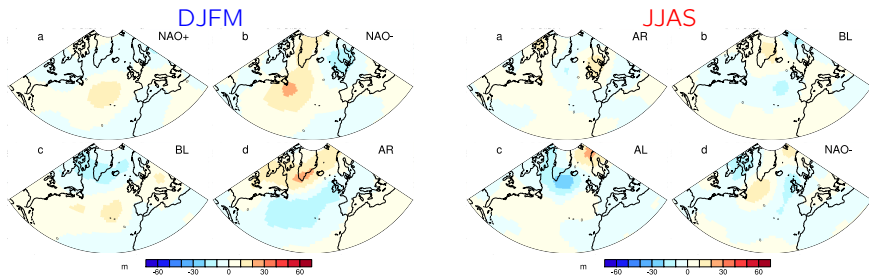 DJFM JJAS
a NAO+ b NAO- a AR b BL
c BL d AR c AL d NAO-
m -60 -30 0 30 60 m -60 -30 0 30 60